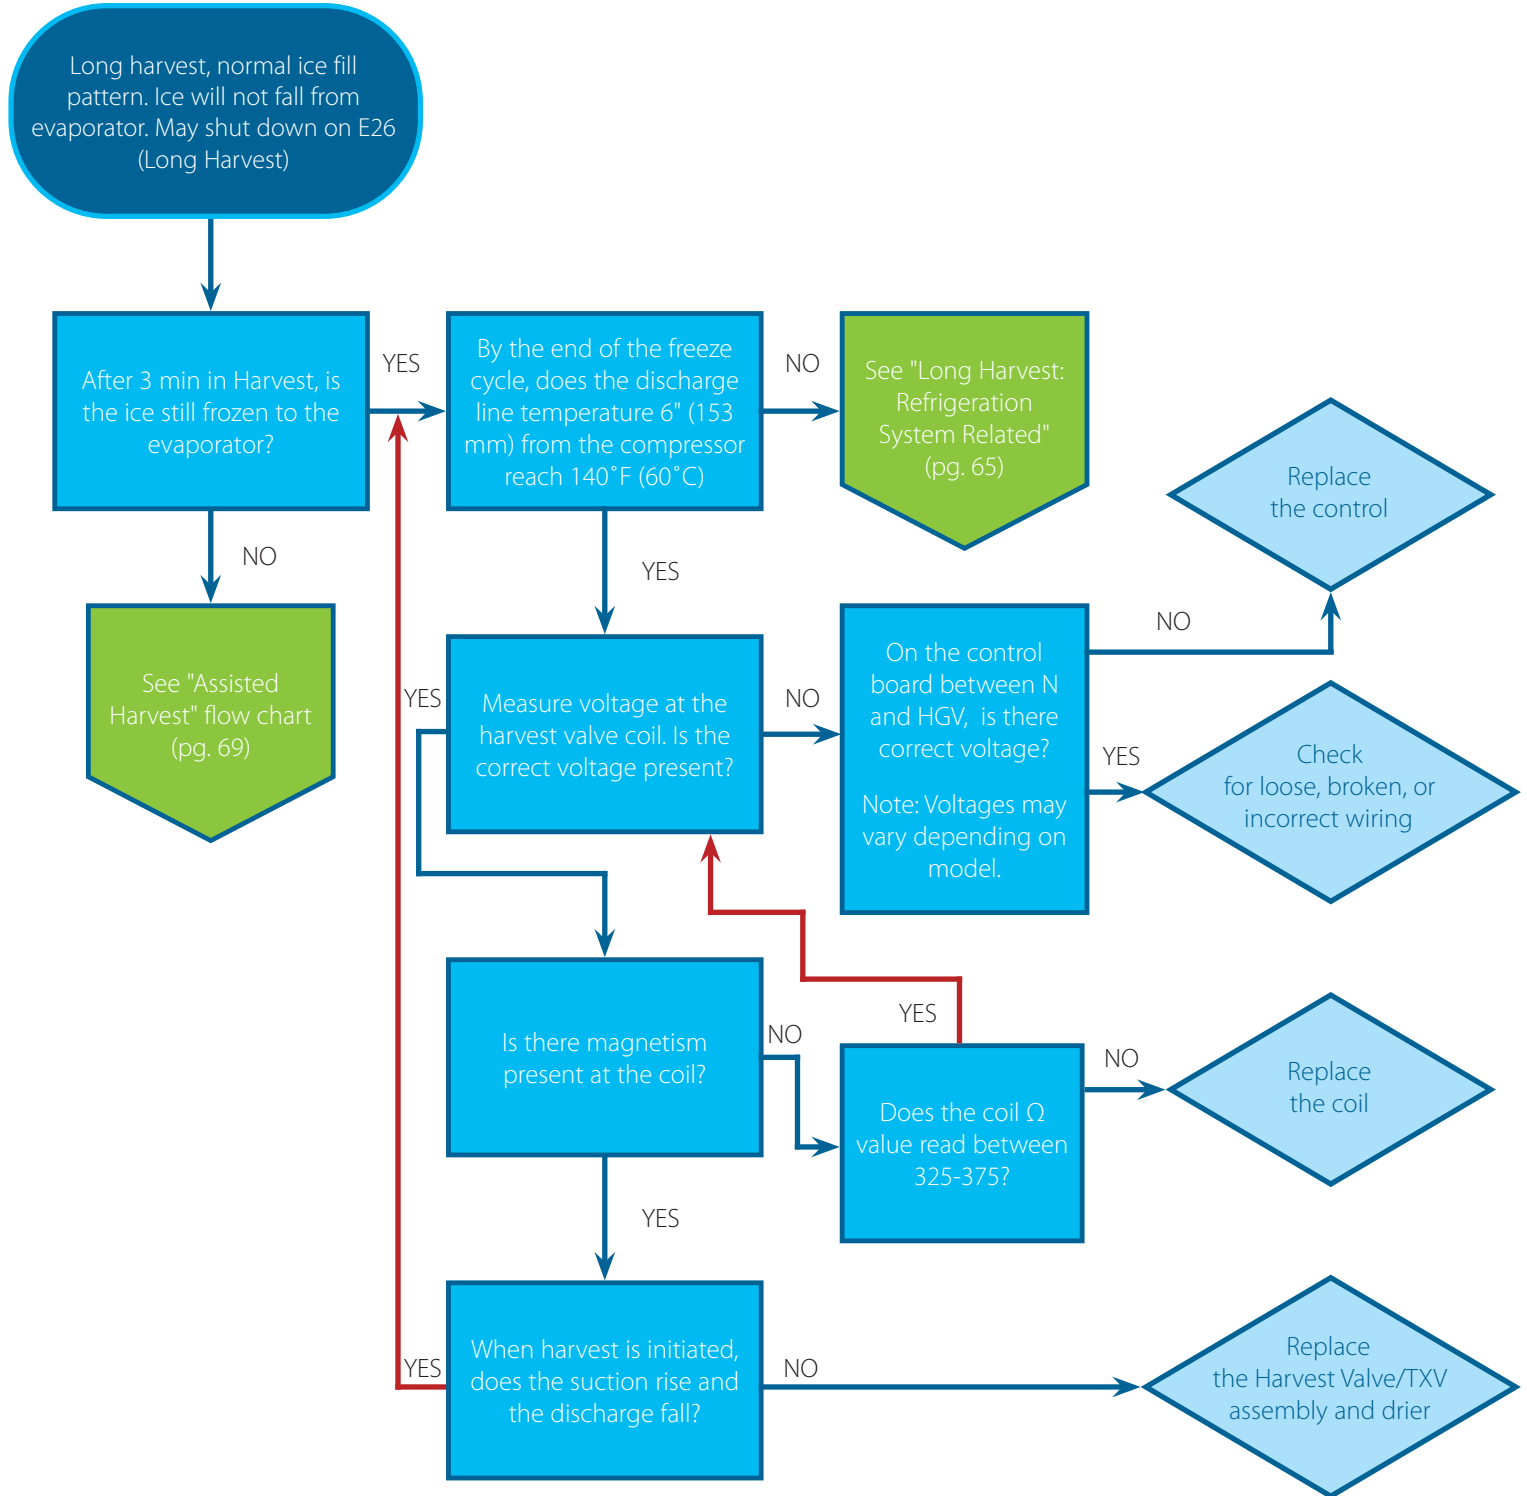 Long harvest, normal ice fill
pattern. Ice will not fall from
evaporator. May shut down on E26
(Long Harvest)
After 3 min in Harvest, is
the ice still frozen to the
evaporator?
YES
By the end of the freeze
cycle, does the discharge
line temperature 6" (153
mm) from the compressor
reach 140˚F (60˚C)
NO
See "Long Harvest:
Refrigeration
System Related"
(pg. 65)
NO
See "Assisted
Harvest" flow chart
(pg. 69)
YES
Measure voltage at the
harvest valve coil. Is the
correct voltage present?
NO
On the control
board between N
and HGV, is there
correct voltage?
Note: Voltages may
vary depending on
model.
NO
Replace
the control
YES
Check
for loose, broken, or
incorrect wiring
YES
Is there magnetism
present at the coil?
NO
Does the coil Ω
value read between
325-375?
YES
NO
Replace
the coil
YES
When harvest is initiated,
does the suction rise and
the discharge fall?
YES
NO
Replace
the Harvest Valve/TXV
assembly and drier